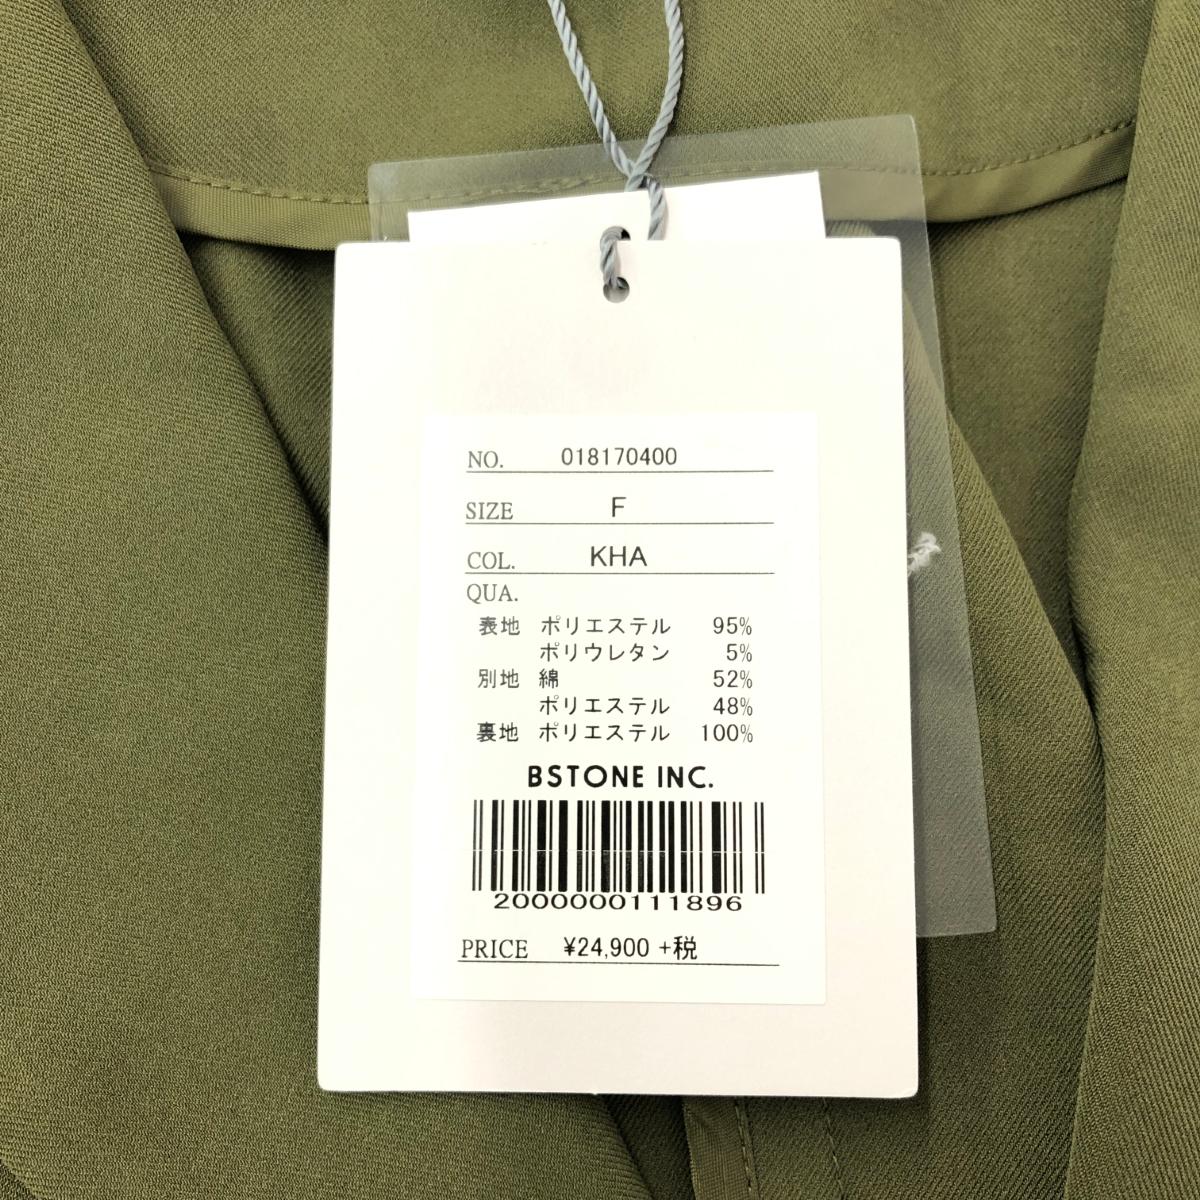 NO. 018170400
SIZE F
COL. KHA
QUA.
表地 ポリエステル 95%
ポリウレタン 5%
別地 綿 52%
ポリエステル 48%
裏地 ポリエステル 100%
BSTONE INC.
2000000111896
PRICE ¥24,900 +税